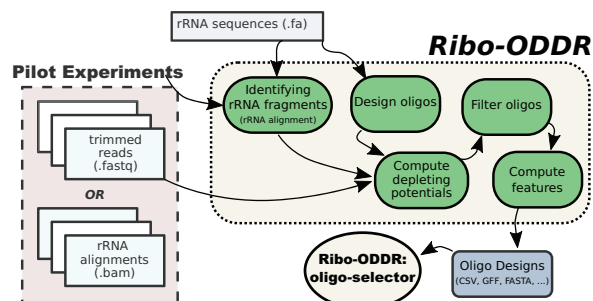 rRNA sequences (.fa)
Ribo-ODDR
Pilot Experiments
Identifying
rRNA fragments
(rRNA alignment)
Design oligos
Filter oligos
trimmed
reads
(.fastq)
OR
Compute
depleting
potentials
Compute
features
rRNA
alignments
(.bam)
Ribo-ODDR:
oligo-selector
Oligo Designs
(CSV, GFF, FASTA, ...)